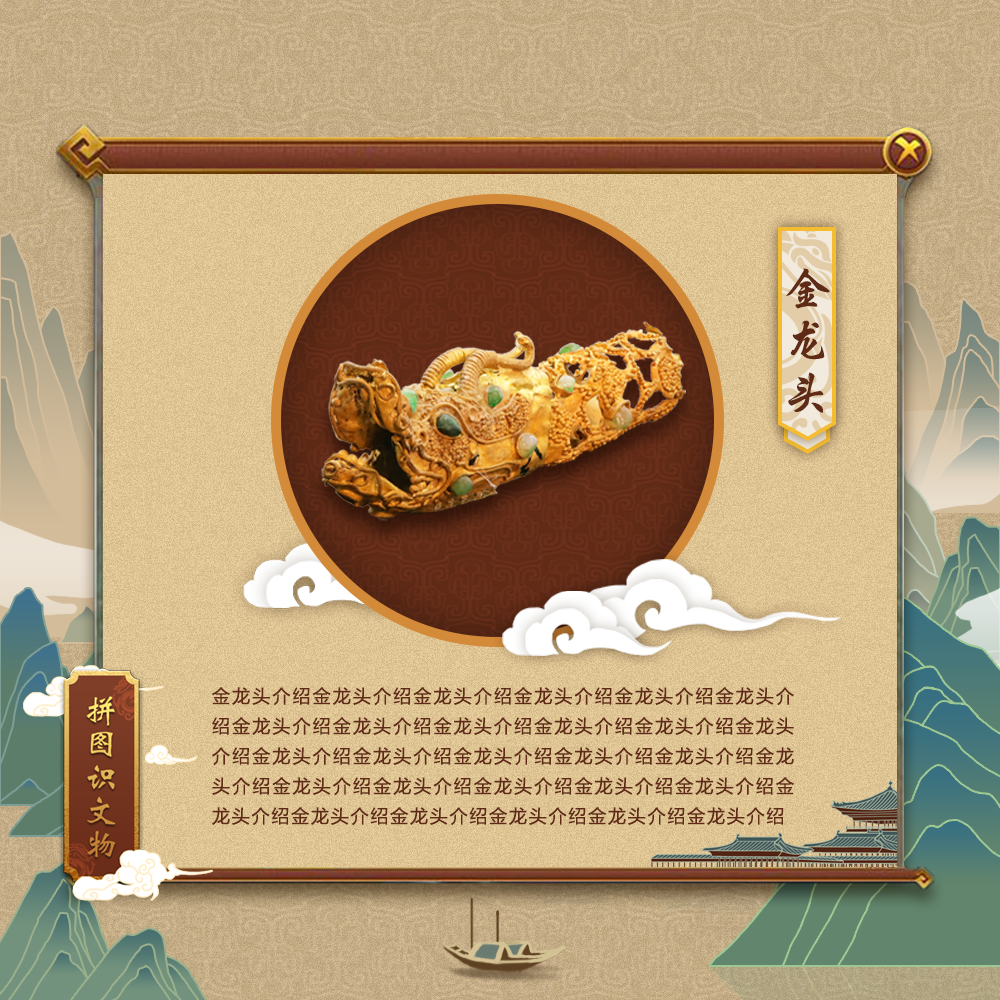 金龙头
金龙头介绍金龙头介绍金龙头介绍金龙头介绍金龙头介绍金龙头介
绍金龙头介绍金龙头介绍金龙头介绍金龙头介绍金龙头介绍金龙头
介绍金龙头介绍金龙头介绍金龙头介绍金龙头介绍金龙头介绍金龙
头介绍金龙头介绍金龙头介绍金龙头介绍金龙头介绍金龙头介绍金
龙头介绍金龙头介绍金龙头介绍金龙头介绍金龙头介绍金龙头介绍
拼图识文物